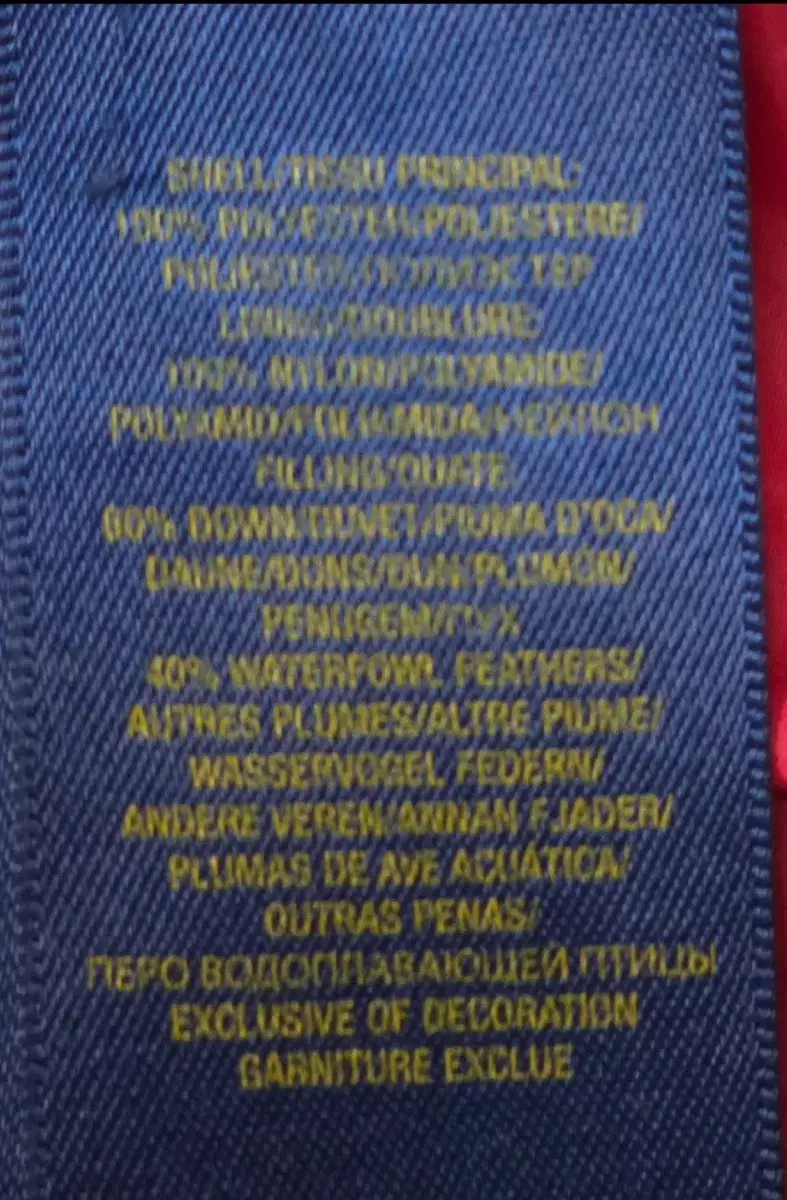 SHELL/TISSU PRINCIPAL:
100% POLYESTER/POLIESTERE/
POLIESTER/ПОЛИЭСТЕР
LINING/DOUBLURE:
100% NYLON/POLYAMIDE/
POLYAMID/POLIAMIDA/НЕЙЛОН
FILLING/OUATE:
60% DOWN/DUVET/PIUMA D'OCA/
DAUNE/DONS/DUN/PLUMÓN/
PENUGEM/ПУХ
40% WATERFOWL FEATHERS/
AUTRES PLUMES/ALTRE PIUME/
WASSERVOGEL FEDERN/
ANDERE VEREN/ANNAN FJADER/
PLUMAS DE AVE ACUÁTICA/
OUTRAS PENAS/
ПЕРО ВОДОПЛАВАЮЩЕЙ ПТИЦЫ
EXCLUSIVE OF DECORATION
GARNITURE EXCLUE